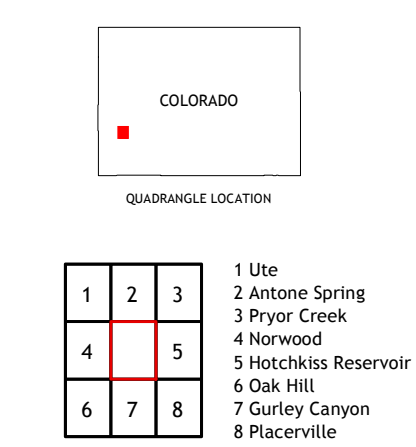 COLORADO
QUADRANGLE LOCATION
1 2 3
4 5
6 7 8
1 Ute
2 Antone Spring
3 Pryor Creek
4 Norwood
5 Hotchkiss Reservoir
6 Oak Hill
7 Gurley Canyon
8 Placerville